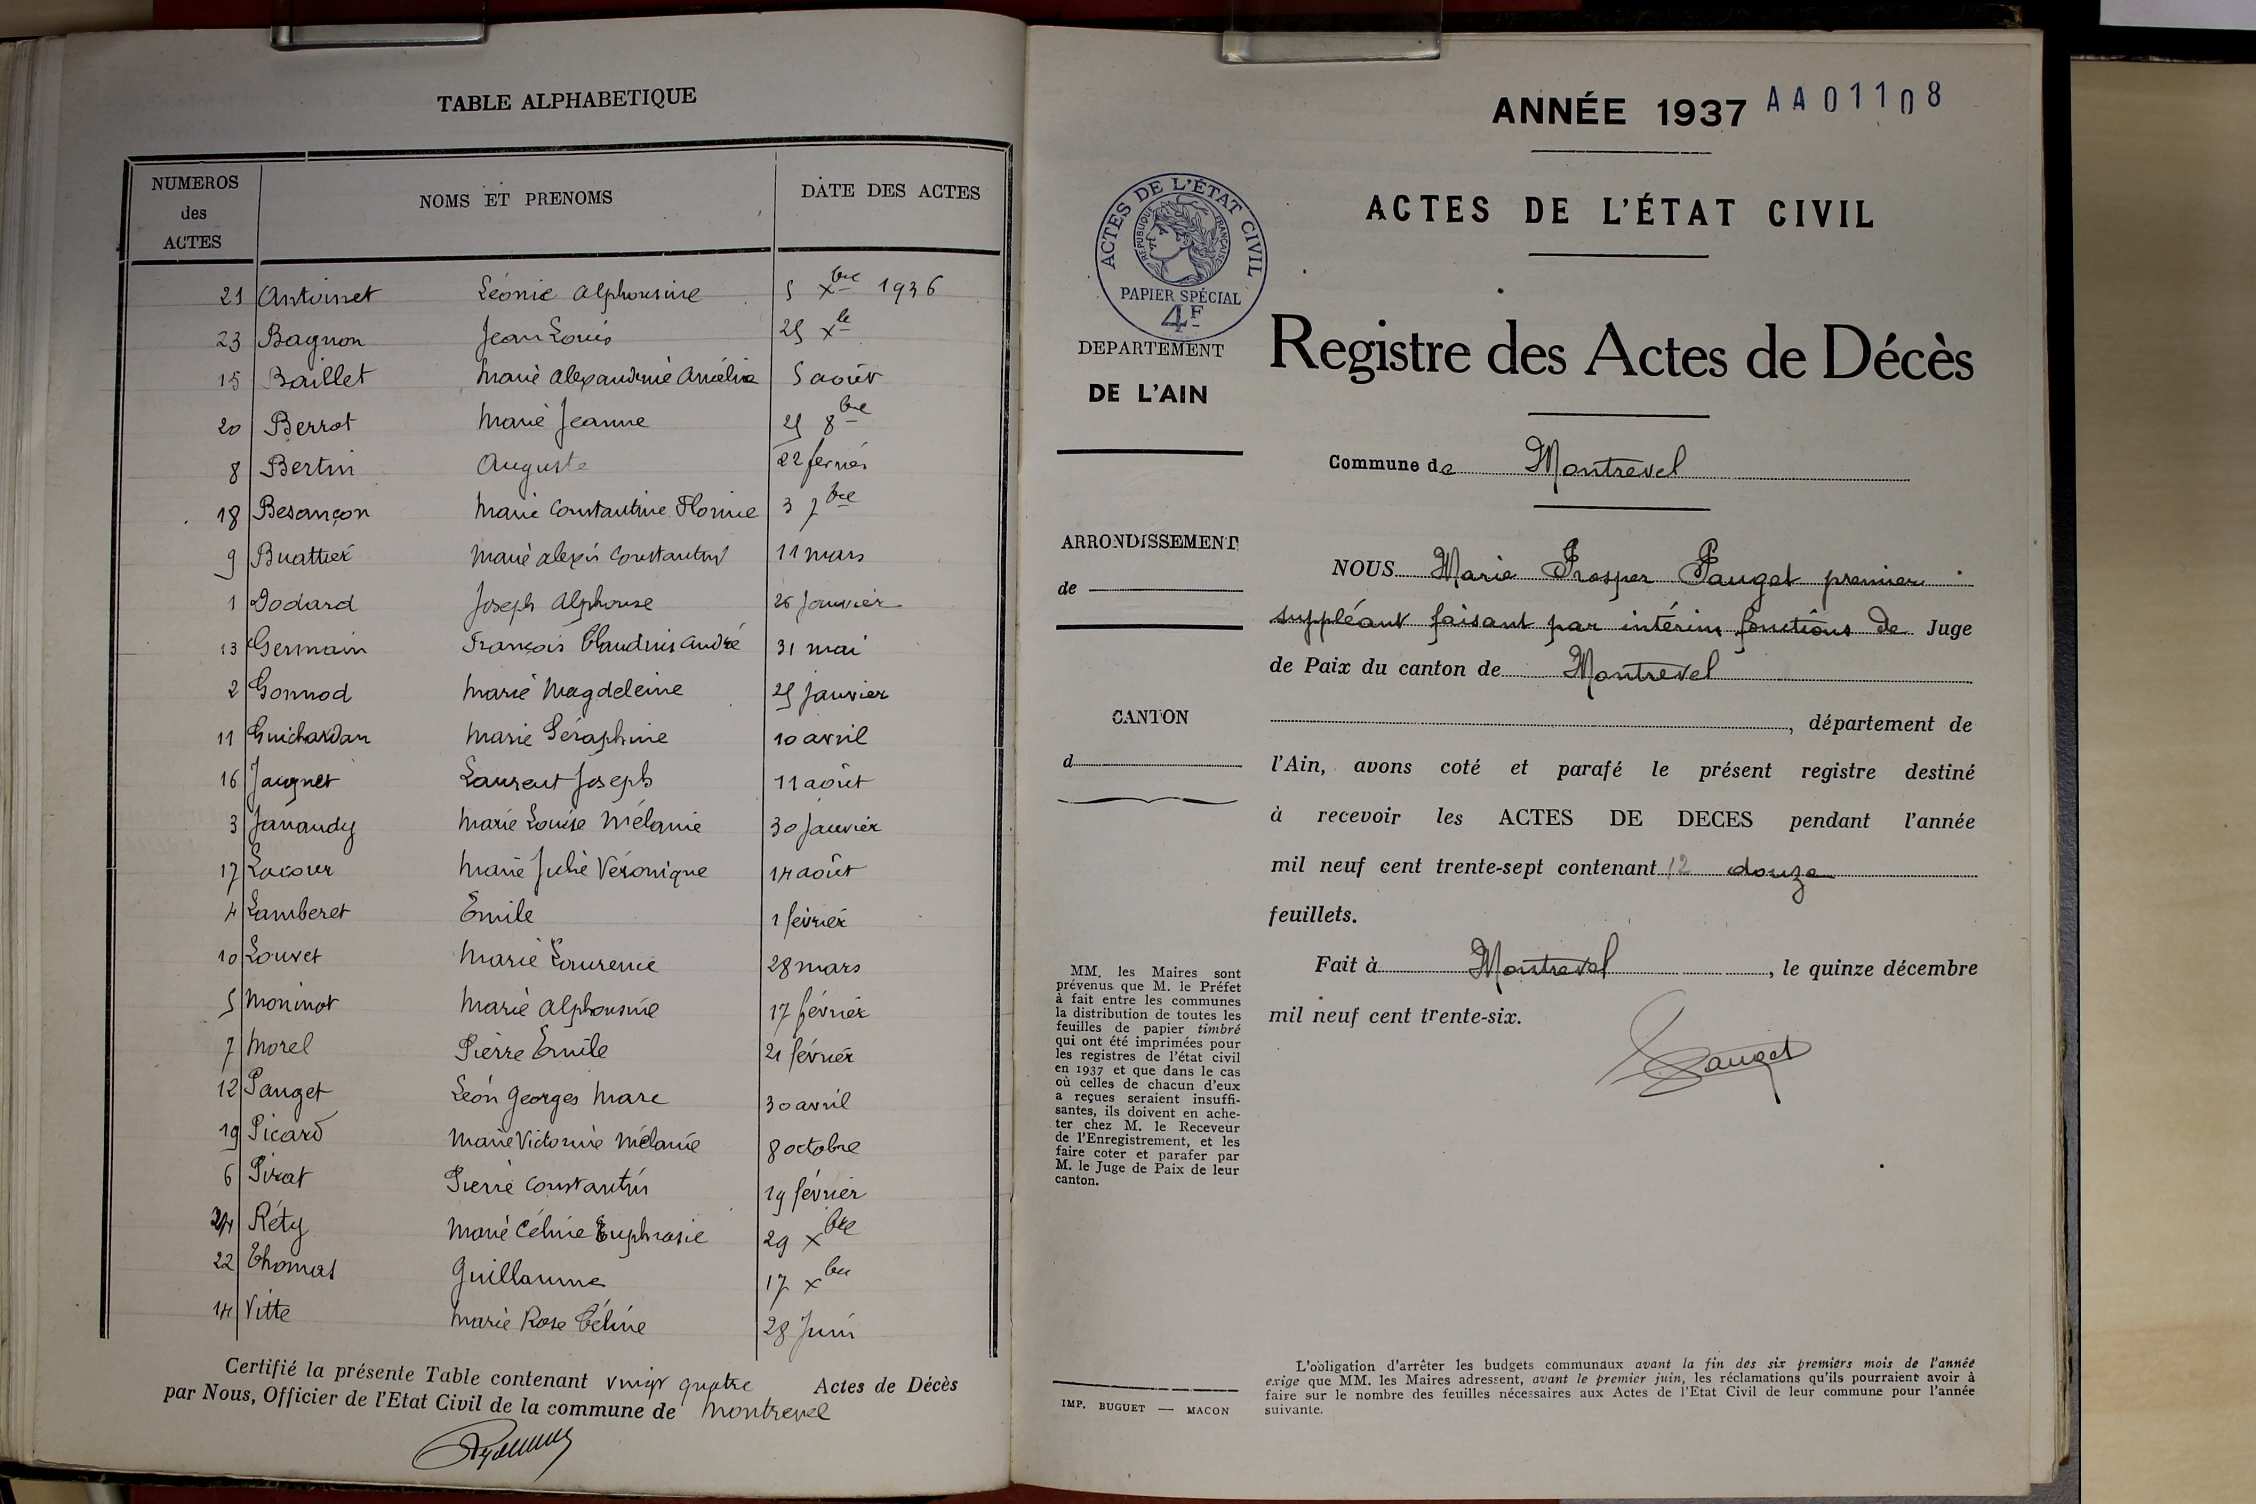 TABLE ALPHABETIQUE
NUMEROS des ACTES NOMS ET PRENOMS DATE DES ACTES
21 Antoinet Léonie Alphonsine 5 Xbre 1936
23 Bagnon Jean Louis 25 Xbre
15 Baillet Marie Alexandrine Amélina 5 août
20 Berrot Marie Jeanne 25 8bre
8 Bertin Auguste 22 février
18 Besançon Marie Constantine Florine 3 7bre
9 Buattier Marie Alexis Constantin 11 mars
1 Dodard Joseph Alphonse 26 Janvier
13 Germain François Claudius André 31 mai
2 Gonnod Marie Magdeleine 29 janvier
11 Guichardan Marie Séraphine 10 avril
16 Jaugnet Laurent Joseph 11 août
3 Janaudy Marie Louise Mélanie 30 Janvier
17 Lacour Marie Julie Véronique 14 août
4 Lamberet Emile 1 février
10 Louvet Marie Laurence 28 mars
5 Moninot Marie Alphonsine 17 février
7 Morel Pierre Emile 21 février
12 Pauget Léon Georges Marc 30 avril
19 Picard Marie Victorine Mélanie 8 octobre
6 Pirat Pierre Constantin 19 février
24 Réty Marie Céline Euphrasie 29 Xbre
22 Thomas Guillaume 17 Xbre
14 Vitte Marie Rose Céline 28 Juin
Certifié la présente Table contenant vingt quatre Actes de Décès
par Nous, Officier de l'Etat Civil de la commune de Montrevel
ANNÉE 1937 AA01108
ACTES DE L'ÉTAT CIVIL
ACTES DE L'ÉTAT CIVIL
RÉPUBLIQUE FRANÇAISE
PAPIER SPÉCIAL
4F
Registre des Actes de Décès
DEPARTEMENT
DE L'AIN
Commune de Montrevel
ARRONDISSEMENT
de
CANTON
d
NOUS Marie Prosper Pauget premier
suppléant faisant par intérim fonctions de Juge
de Paix du canton de Montrevel
, département de
l'Ain, avons coté et parafé le présent registre destiné
à recevoir les ACTES DE DECES pendant l'année
mil neuf cent trente-sept contenant 12 douze
feuillets.
Fait à Montrevel, le quinze décembre
mil neuf cent trente-six.
Pauget
MM. les Maires sont
prévenus que M. le Préfet
à fait entre les communes
la distribution de toutes les
feuilles de papier timbré
qui ont été imprimées pour
les registres de l'état civil
en 1937 et que dans le cas
où celles de chacun d'eux
a reçues seraient insuffi-
santes, ils doivent en ache-
ter chez M. le Receveur
de l'Enregistrement, et les
faire coter et parafer par
M. le Juge de Paix de leur
canton.
IMP. BUGUET — MACON
L'obligation d'arrêter les budgets communaux avant la fin des six premiers mois de l'année
exige que MM. les Maires adressent, avant le premier juin, les réclamations qu'ils pourraient avoir à
faire sur le nombre des feuilles nécessaires aux Actes de l'Etat Civil de leur commune pour l'année
suivante.